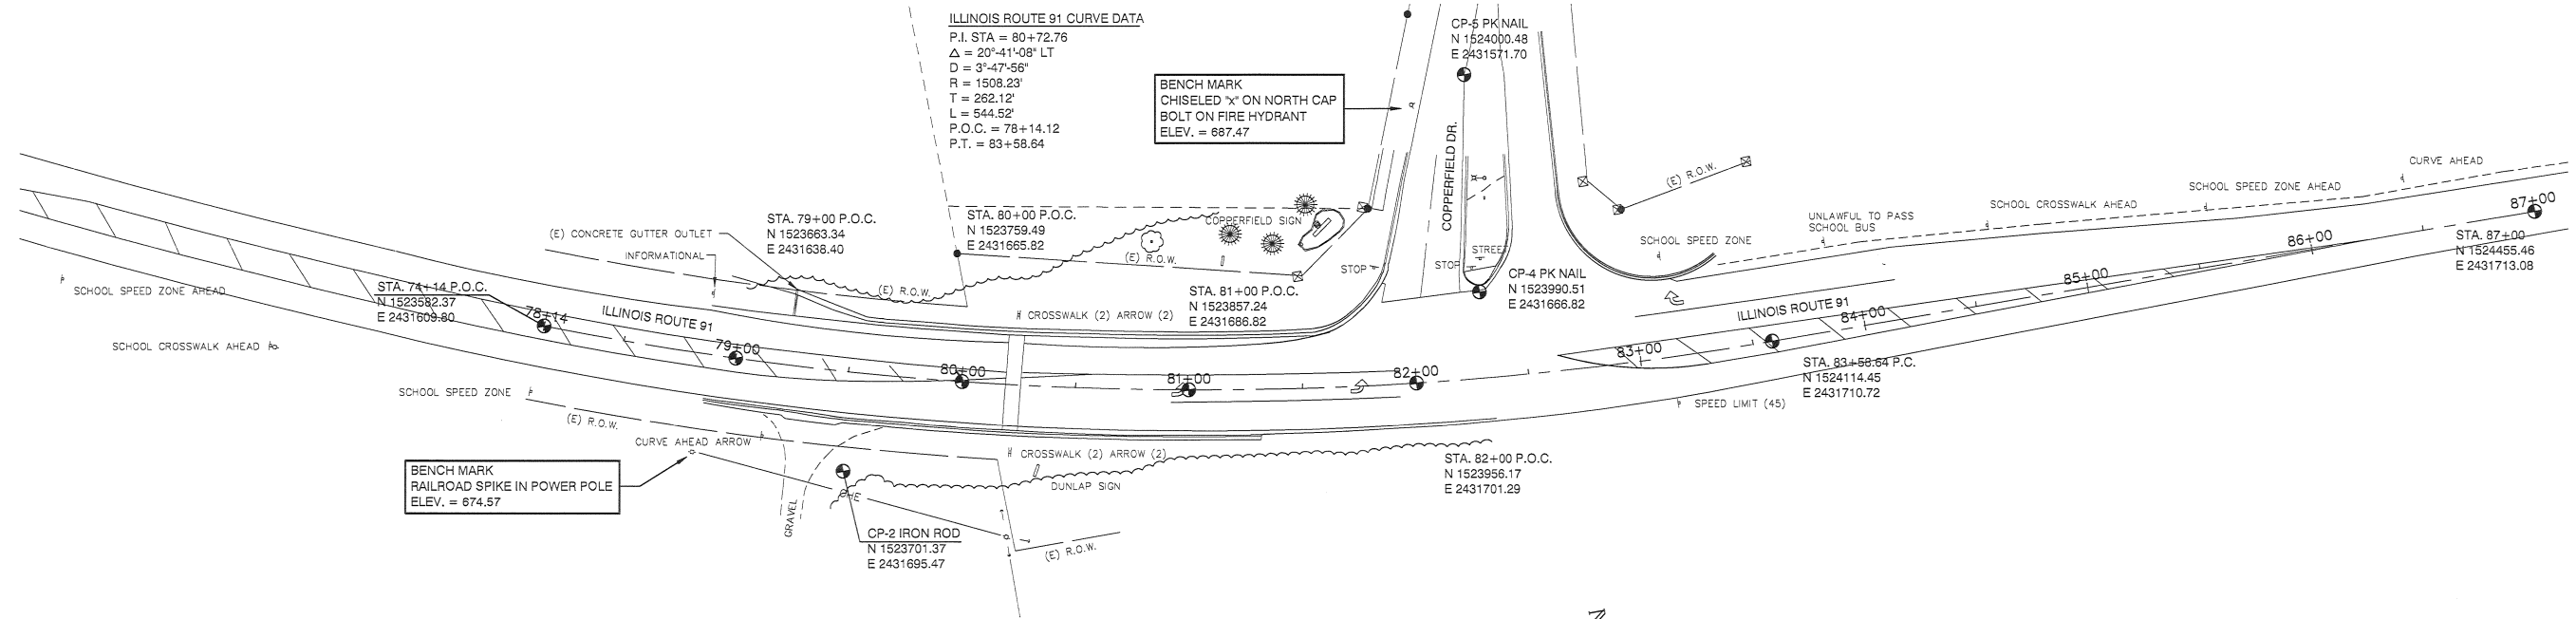 ILLINOIS ROUTE 91 CURVE DATA
P.I. STA = 80+72.76
Δ = 20°-41'-08" LT
D = 3°-47'-56"
R = 1508.23'
T = 262.12'
L = 544.52'
P.O.C. = 78+14.12
P.T. = 83+58.64
BENCH MARK
CHISELED "x" ON NORTH CAP
BOLT ON FIRE HYDRANT
ELEV. = 687.47
CP-5 PK NAIL
N 1524000.48
E 2431571.70
COPPERFIELD DR.
(E) R.O.W.
CURVE AHEAD
SCHOOL SPEED ZONE AHEAD
SCHOOL CROSSWALK AHEAD
UNLAWFUL TO PASS
SCHOOL BUS
SCHOOL SPEED ZONE
87+00
STA. 87+00
N 1524455.46
E 2431713.08
86+00
85+00
84+00
83+00
ILLINOIS ROUTE 91
STA. 79+00 P.O.C.
N 1523663.34
E 2431638.40
STA. 80+00 P.O.C.
N 1523759.49
E 2431665.82
COPPERFIELD SIGN
(E) CONCRETE GUTTER OUTLET
INFORMATIONAL
(E) R.O.W.
(E) R.O.W.
STOP
STOP
STREET
CP-4 PK NAIL
N 1523990.51
E 2431666.82
STA. 81+00 P.O.C.
N 1523857.24
E 2431686.82
SCHOOL SPEED ZONE AHEAD
STA. 74+14 P.O.C.
N 1523582.37
E 2431609.80
78+14
ILLINOIS ROUTE 91
CROSSWALK (2) ARROW (2)
SCHOOL CROSSWALK AHEAD
79+00
80+00
81+00
82+00
STA. 83+58.64 P.C.
N 1524114.45
E 2431710.72
SPEED LIMIT (45)
SCHOOL SPEED ZONE
(E) R.O.W.
CURVE AHEAD ARROW
CROSSWALK (2) ARROW (2)
DUNLAP SIGN
STA. 82+00 P.O.C.
N 1523956.17
E 2431701.29
BENCH MARK
RAILROAD SPIKE IN POWER POLE
ELEV. = 674.57
OHE
GRAVEL
CP-2 IRON ROD
N 1523701.37
E 2431695.47
(E) R.O.W.
N